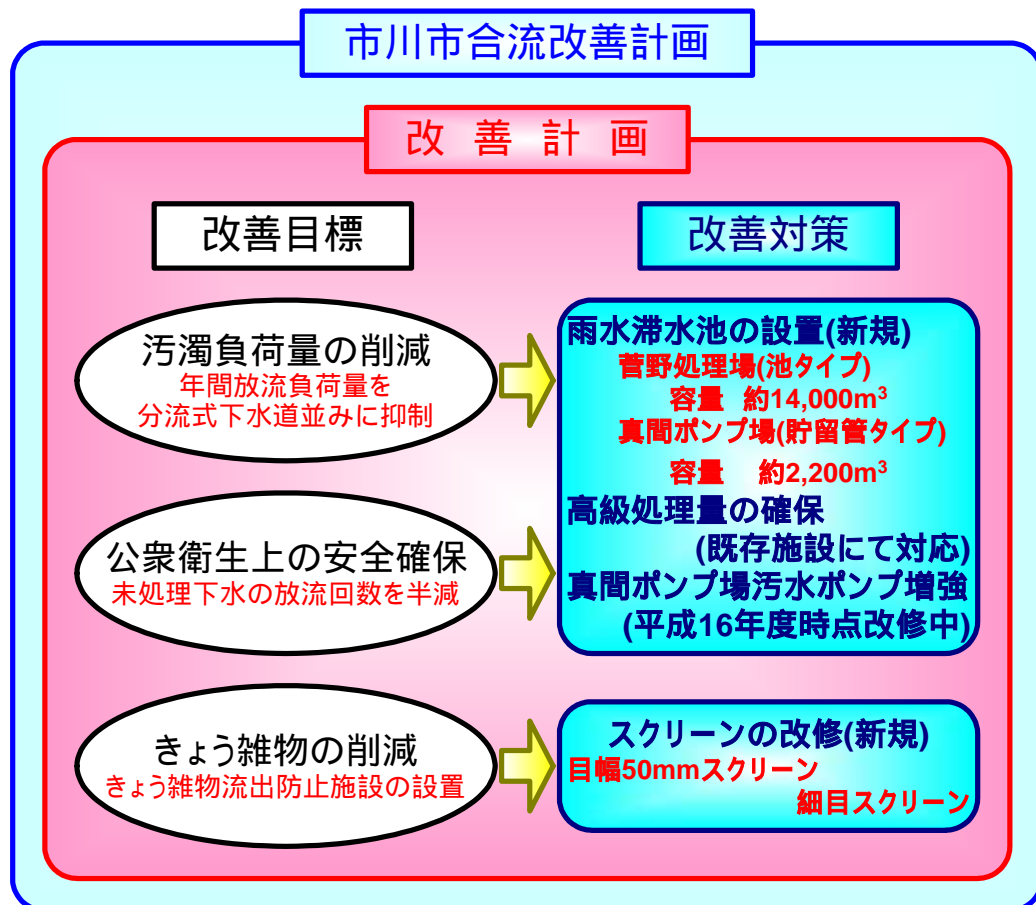 市川市合流改善計画
改 善 計 画
改善目標
汚濁負荷量の削減
年間放流負荷量を
分流式下水道並みに抑制
公衆衛生上の安全確保
未処理下水の放流回数を半減
きょう雑物の削減
きょう雑物流出防止施設の設置
改善対策
雨水滞水池の設置(新規)
菅野処理場(池タイプ)
容量 約14,000m³
真間ポンプ場(貯留管タイプ)
容量 約2,200m³
高級処理量の確保
(既存施設にて対応)
真間ポンプ場汚水ポンプ増強
(平成16年度時点改修中)
スクリーンの改修(新規)
目幅50mmスクリーン
細目スクリーン